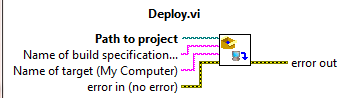 Deploy.vi
Path to project
Name of build specification...
Name of target (My Computer)
error in (no error)
error out